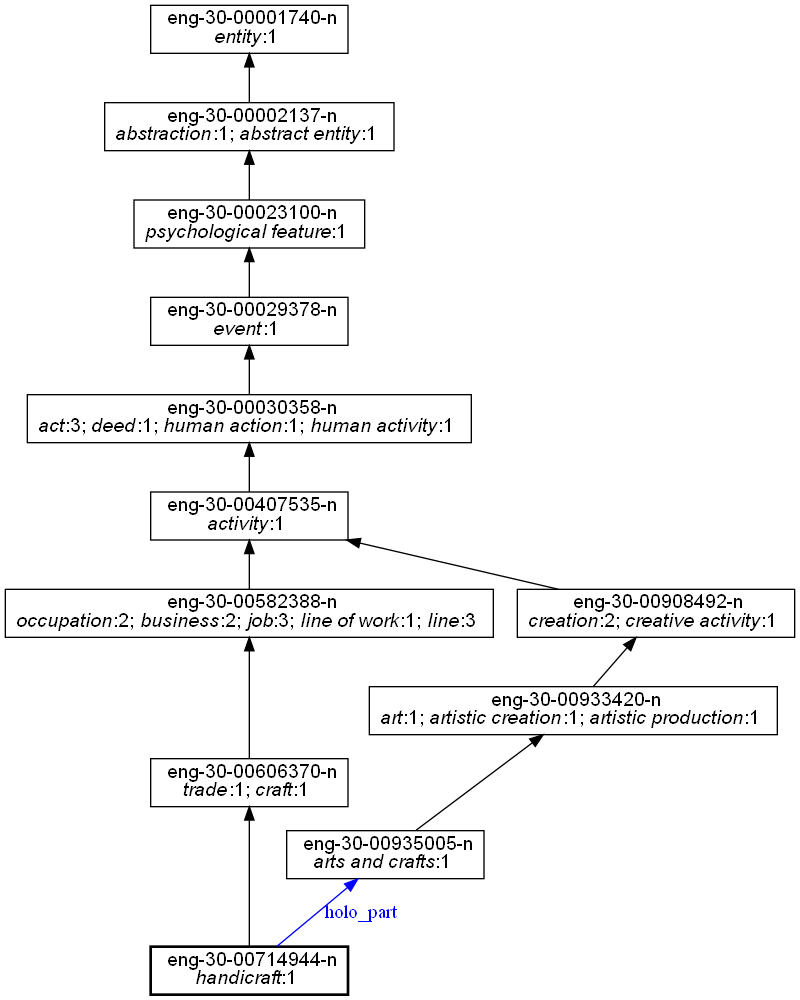 eng-30-00001740-n
entity:1
eng-30-00002137-n
abstraction:1; abstract entity:1
eng-30-00023100-n
psychological feature:1
eng-30-00029378-n
event:1
eng-30-00030358-n
act:3; deed:1; human action:1; human activity:1
eng-30-00407535-n
activity:1
eng-30-00582388-n
occupation:2; business:2; job:3; line of work:1; line:3
eng-30-00908492-n
creation:2; creative activity:1
eng-30-00933420-n
art:1; artistic creation:1; artistic production:1
eng-30-00606370-n
trade:1; craft:1
eng-30-00935005-n
arts and crafts:1
holo_part
eng-30-00714944-n
handicraft:1